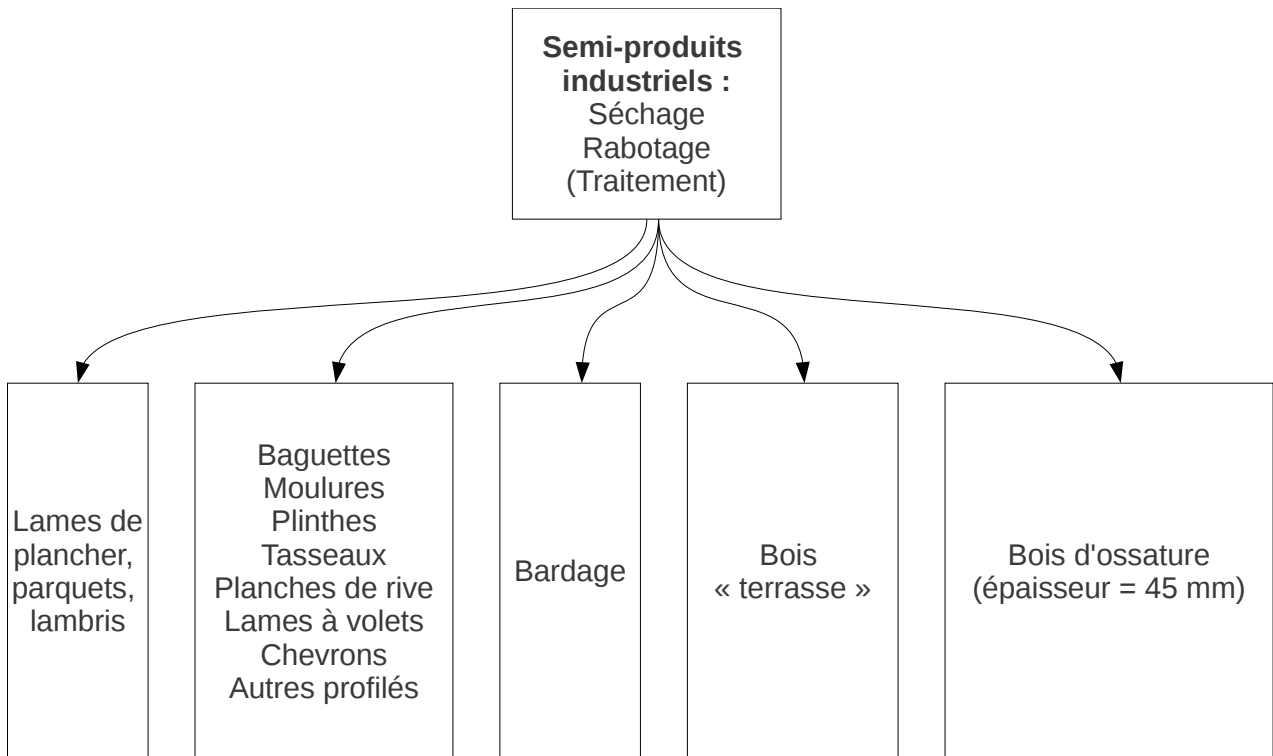 Semi-produits
industriels :
Séchage
Rabotage
(Traitement)
Lames de
plancher,
parquets,
lambris
Baguettes
Moulures
Plinthes
Tasseaux
Planches de rive
Lames à volets
Chevrons
Autres profilés
Bardage
Bois
« terrasse »
Bois d'ossature
(épaisseur = 45 mm)